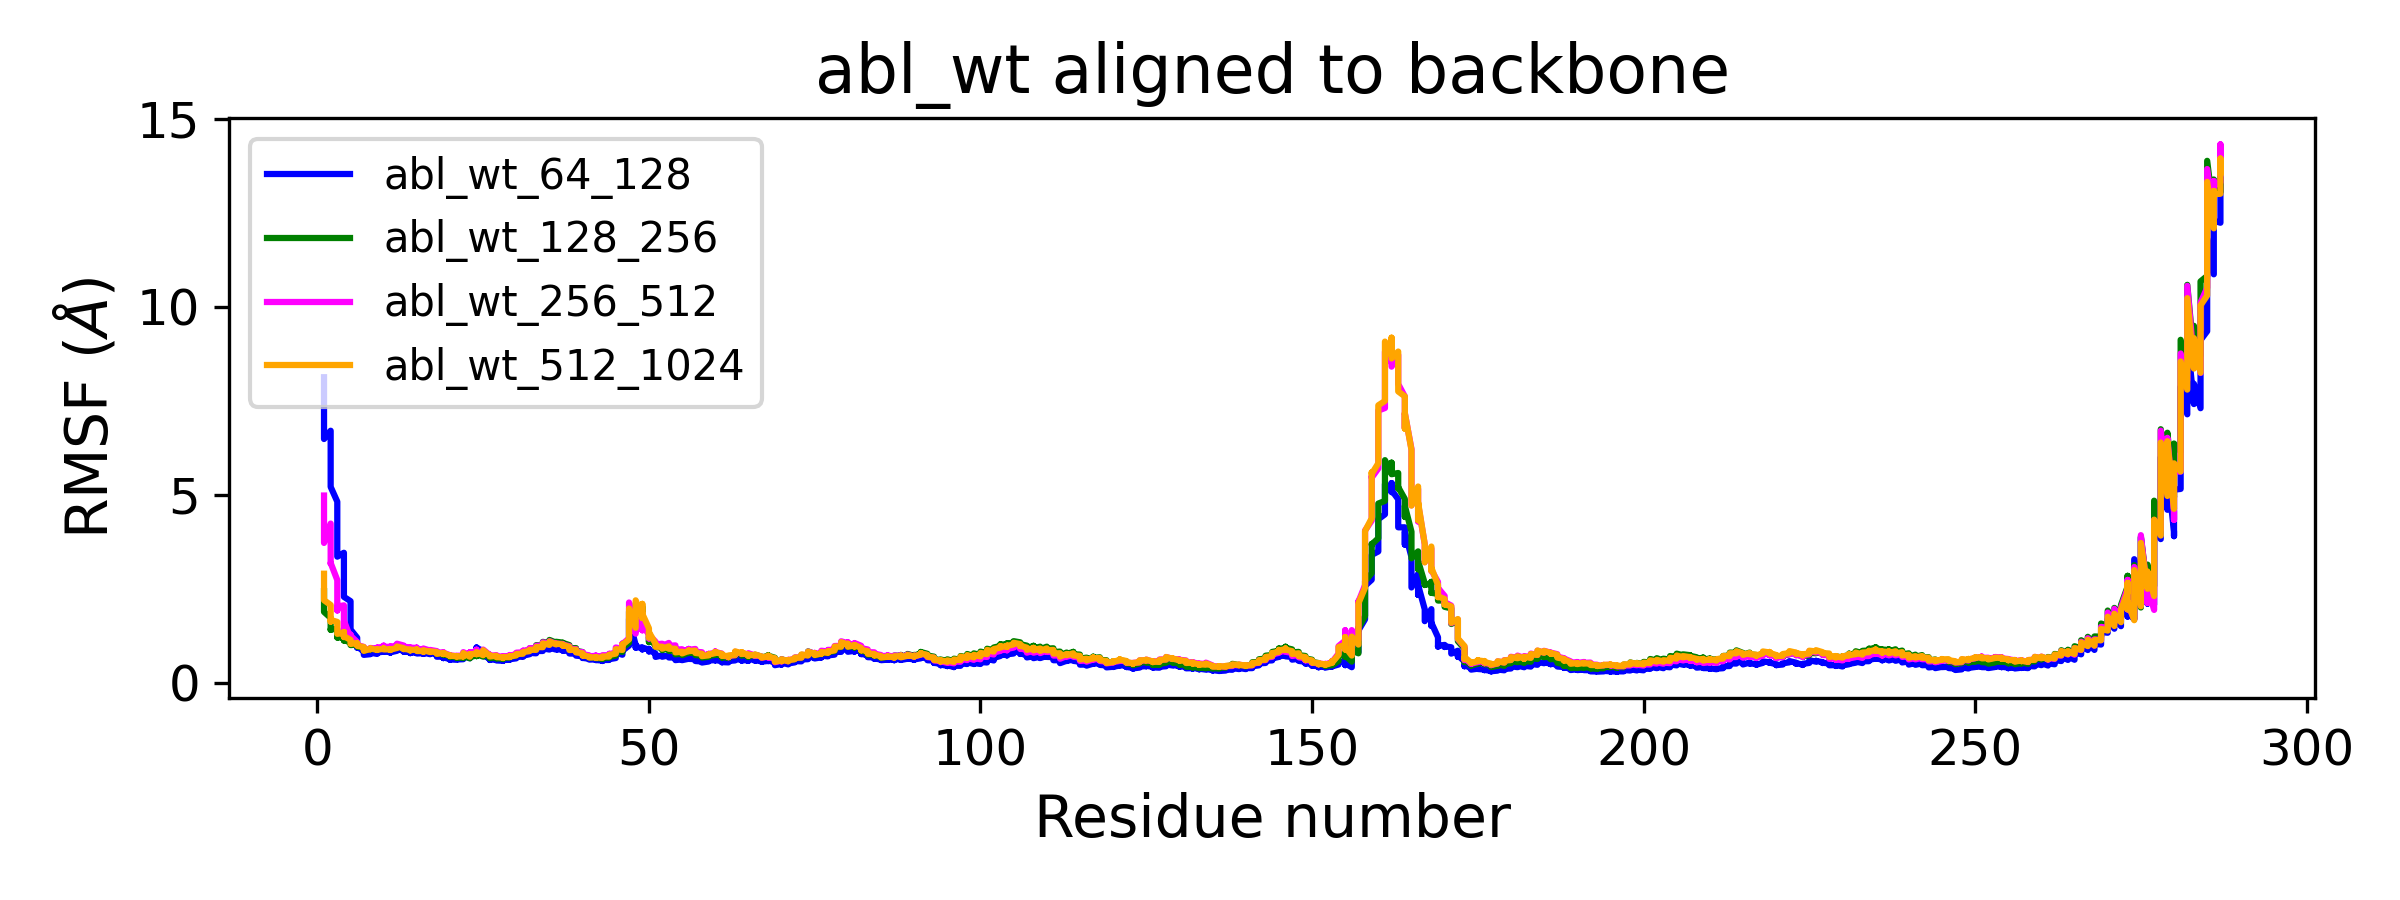 abl_wt aligned to backbone
15
10
5
0
RMSF (Å)
abl_wt_64_128
abl_wt_128_256
abl_wt_256_512
abl_wt_512_1024
0 50 100 150 200 250 300
Residue number